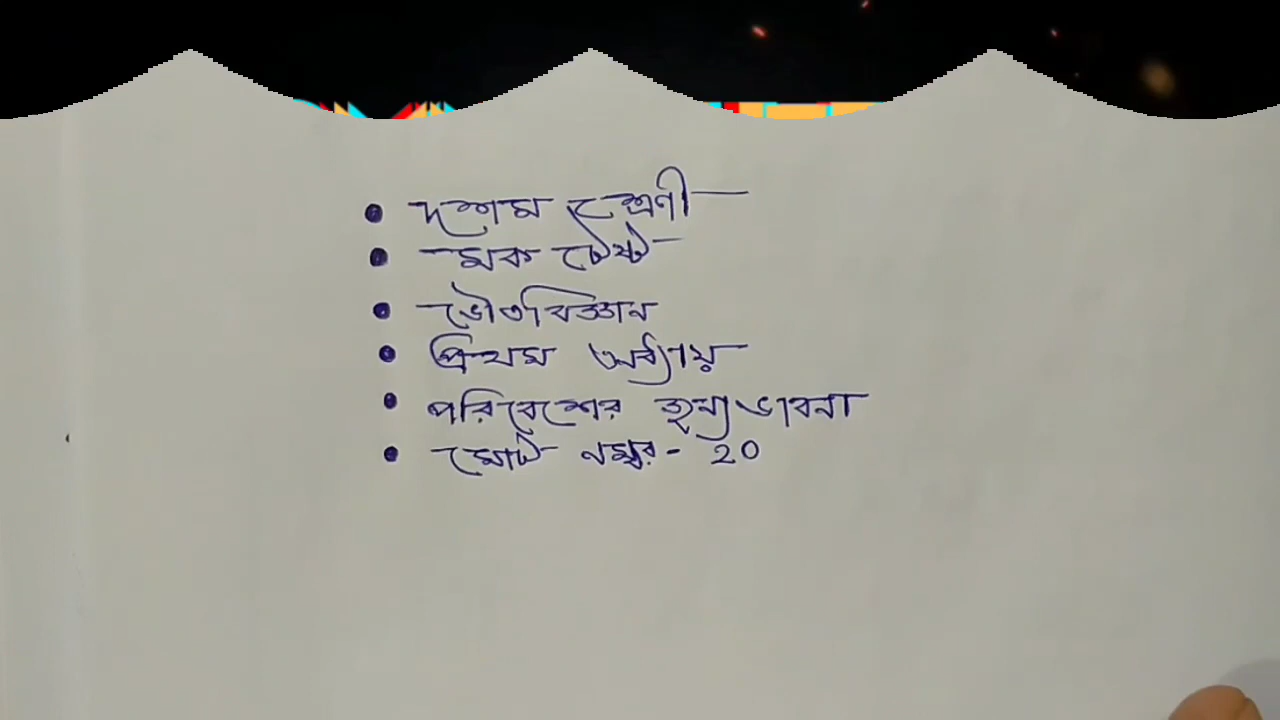 দশম শ্রেণী
মক টেষ্ট
ভৌতবিজ্ঞান
প্রথম অধ্যায়
পরিবেশের জন্য ভাবনা
মোট নম্বর - 20